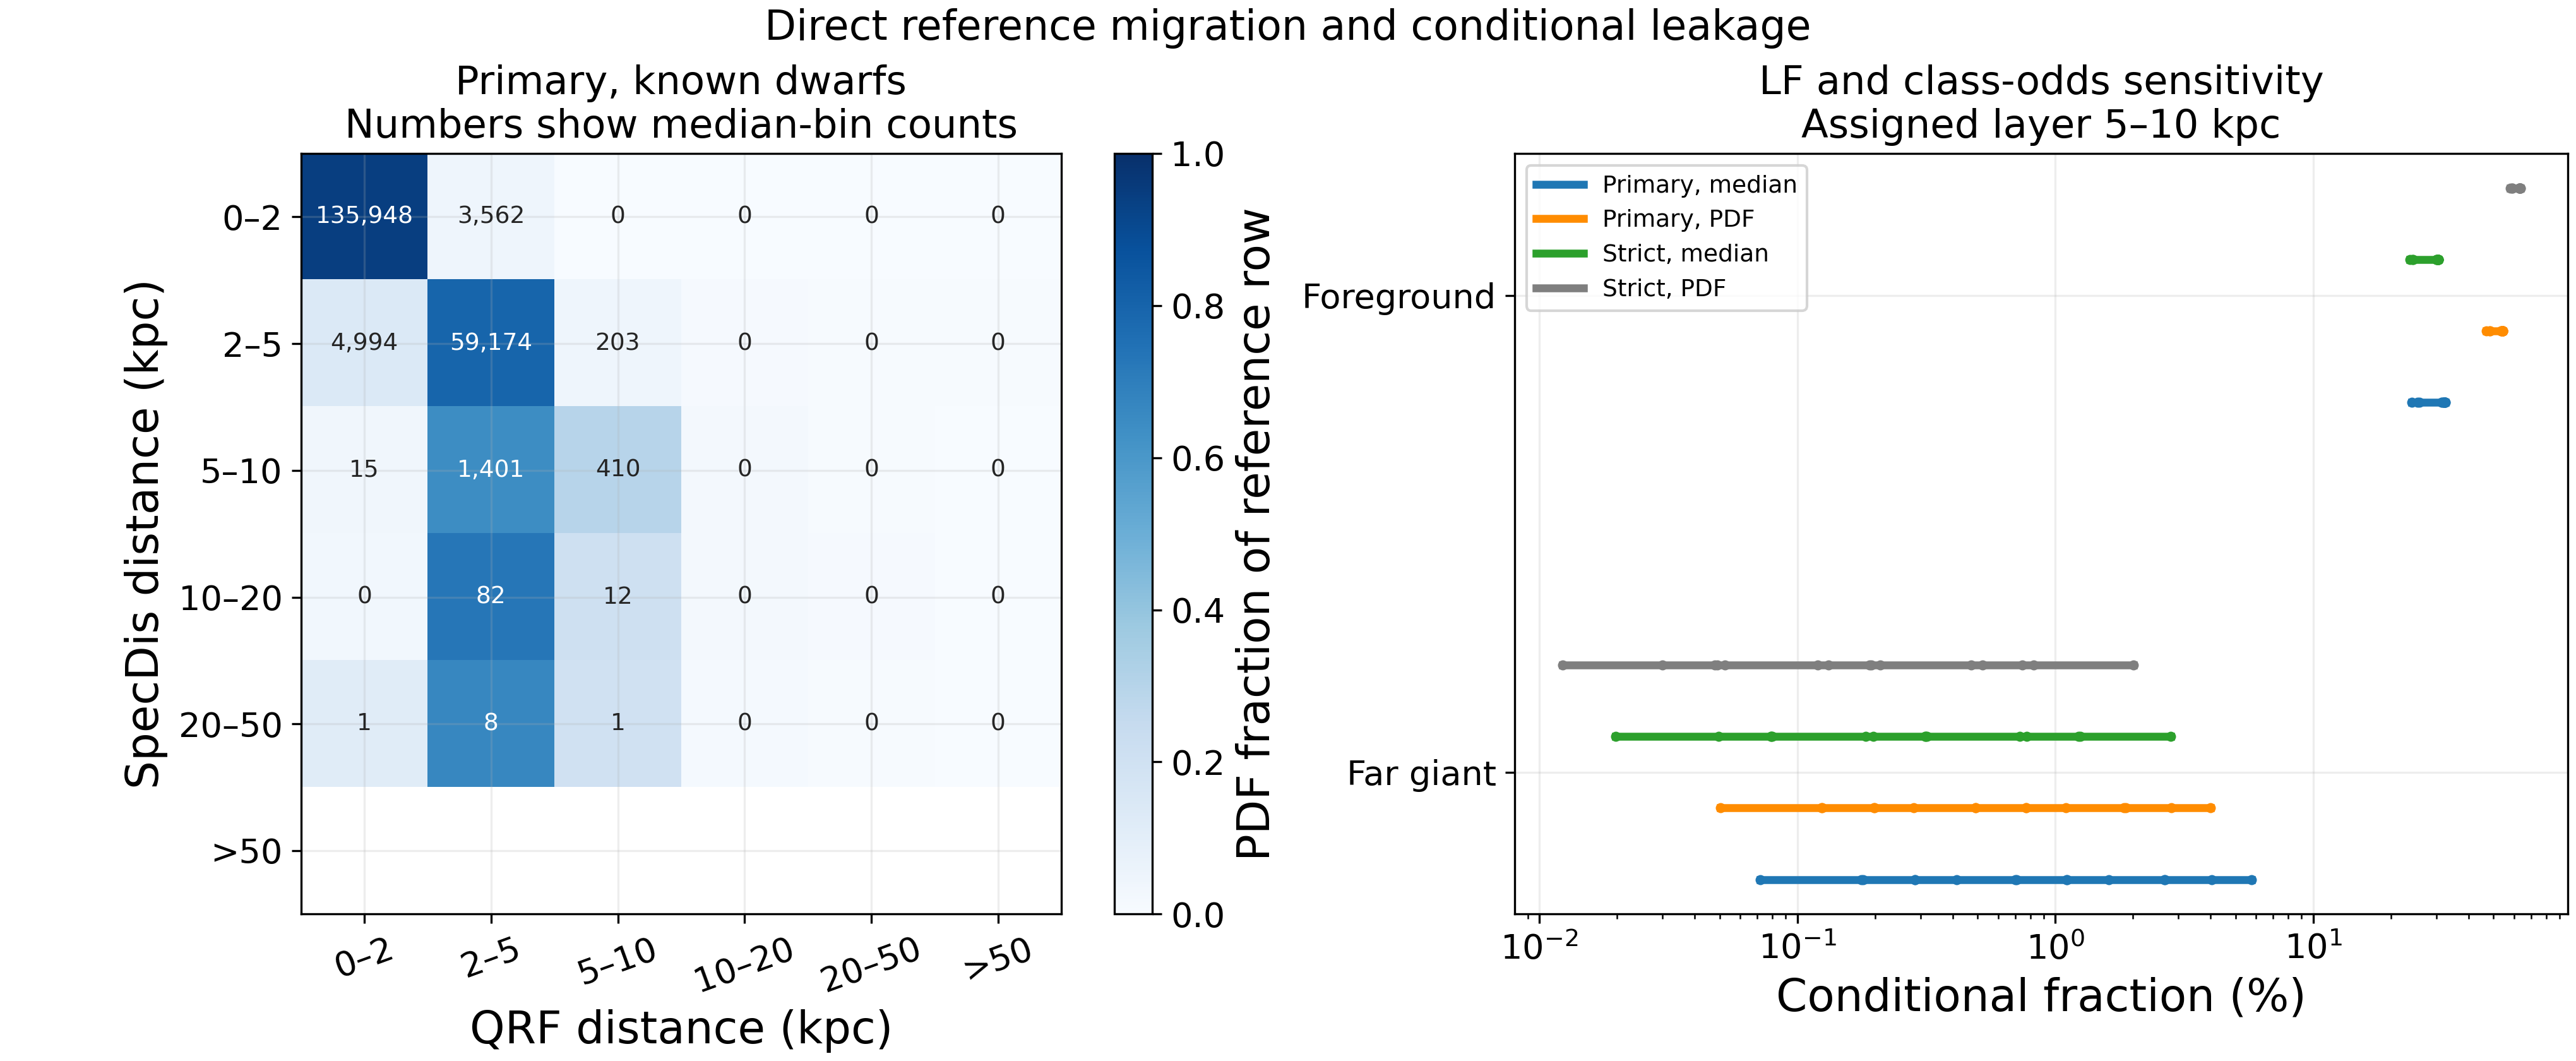 Direct reference migration and conditional leakage
Primary, known dwarfs
Numbers show median-bin counts
SpecDis distance (kpc)
0–2
2–5
5–10
10–20
20–50
>50
135,948 3,562 0 0 0 0
4,994 59,174 203 0 0 0
15 1,401 410 0 0 0
0 82 12 0 0 0
1 8 1 0 0 0
0–2 2–5 5–10 10–20 20–50 >50
QRF distance (kpc)
1.0
0.8
0.6
0.4
0.2
0.0
PDF fraction of reference row
LF and class-odds sensitivity
Assigned layer 5–10 kpc
Primary, median
Primary, PDF
Strict, median
Strict, PDF
Foreground
Far giant
10⁻² 10⁻¹ 10⁰ 10¹
Conditional fraction (%)